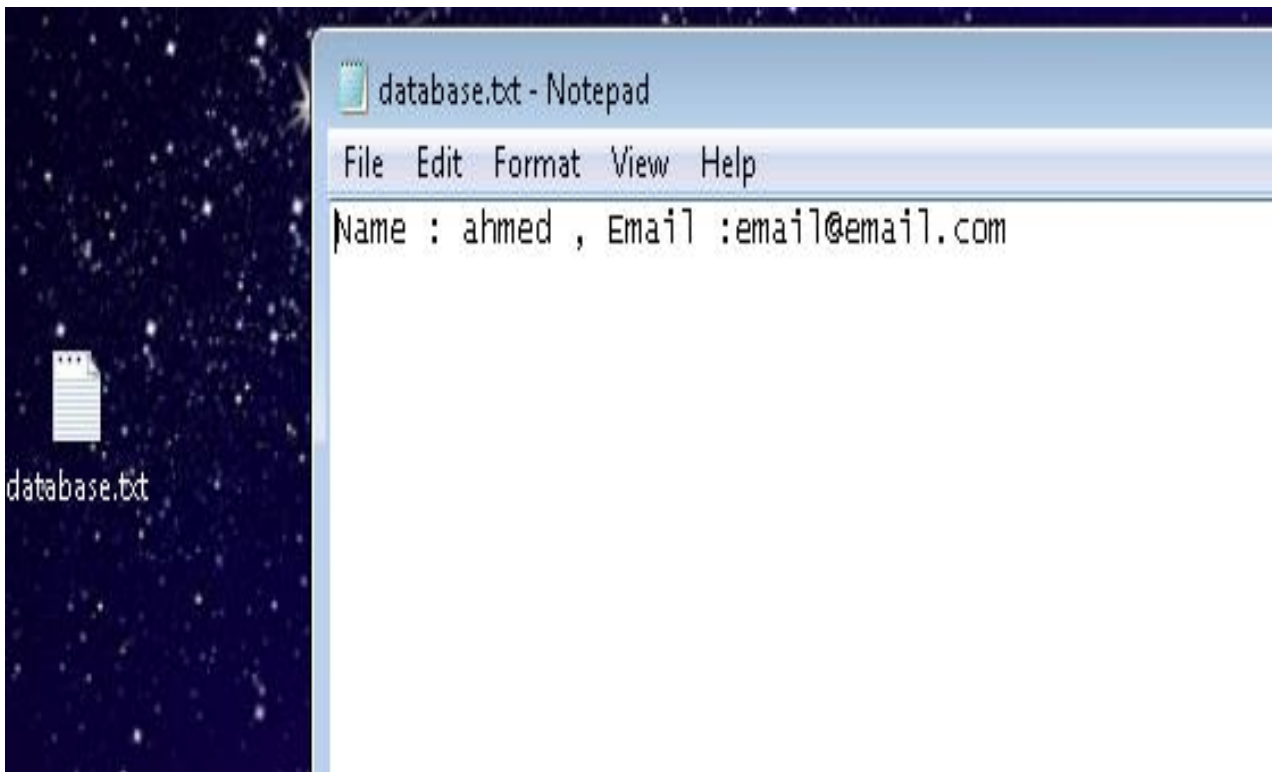 database.txt - Notepad
File Edit Format View Help
Name : ahmed , Email :email@email.com
database.txt